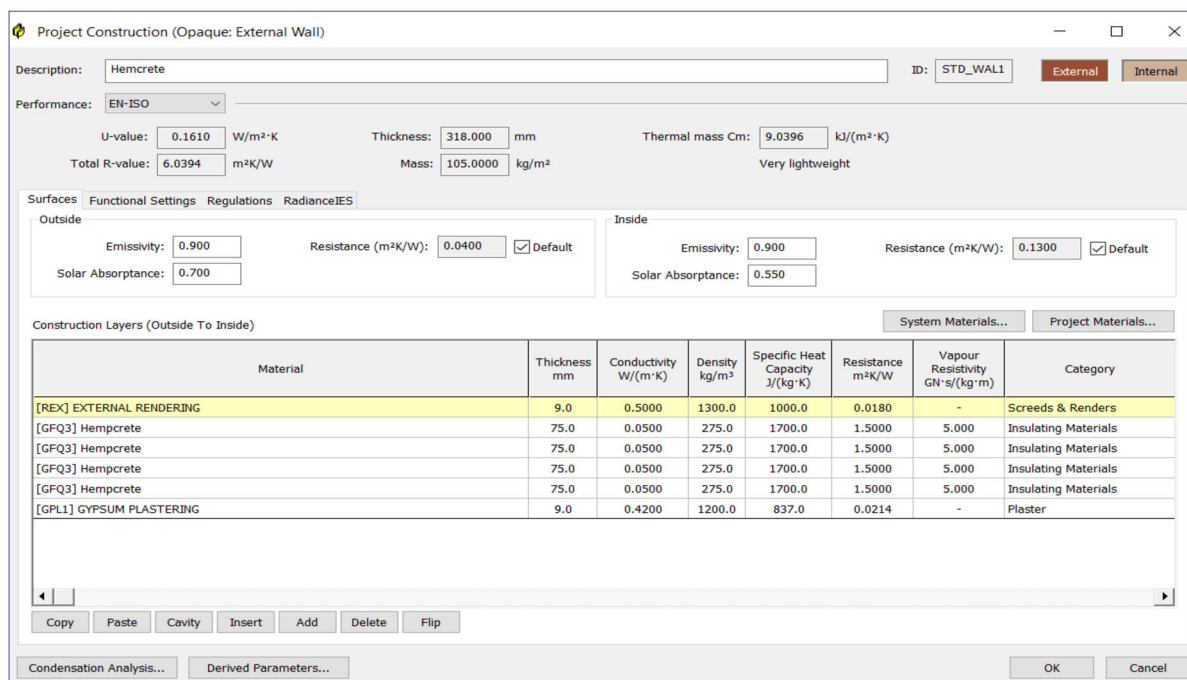 Project Construction (Opaque: External Wall)
Description: Hemcrete ID: STD_WAL1 External Internal
Performance: EN-ISO
U-value: 0.1610 W/m²·K Thickness: 318.000 mm Thermal mass Cm: 9.0396 kJ/(m²·K)
Total R-value: 6.0394 m²K/W Mass: 105.0000 kg/m² Very lightweight
Surfaces Functional Settings Regulations RadianceIES
Outside Inside
Emissivity: 0.900 Resistance (m²K/W): 0.0400 Default Emissivity: 0.900 Resistance (m²K/W): 0.1300 Default
Solar Absorptance: 0.700 Solar Absorptance: 0.550
Construction Layers (Outside To Inside) System Materials... Project Materials...
Material Thickness mm Conductivity W/(m·K) Density kg/m³ Specific Heat Capacity J/(kg·K) Resistance m²K/W Vapour Resistivity GN·s/(kg·m) Category
[REX] EXTERNAL RENDERING 9.0 0.5000 1300.0 1000.0 0.0180 - Screeds & Renders
[GFQ3] Hempcrete 75.0 0.0500 275.0 1700.0 1.5000 5.000 Insulating Materials
[GFQ3] Hempcrete 75.0 0.0500 275.0 1700.0 1.5000 5.000 Insulating Materials
[GFQ3] Hempcrete 75.0 0.0500 275.0 1700.0 1.5000 5.000 Insulating Materials
[GFQ3] Hempcrete 75.0 0.0500 275.0 1700.0 1.5000 5.000 Insulating Materials
[GPL1] GYPSUM PLASTERING 9.0 0.4200 1200.0 837.0 0.0214 - Plaster
Copy Paste Cavity Insert Add Delete Flip
Condensation Analysis... Derived Parameters... OK Cancel